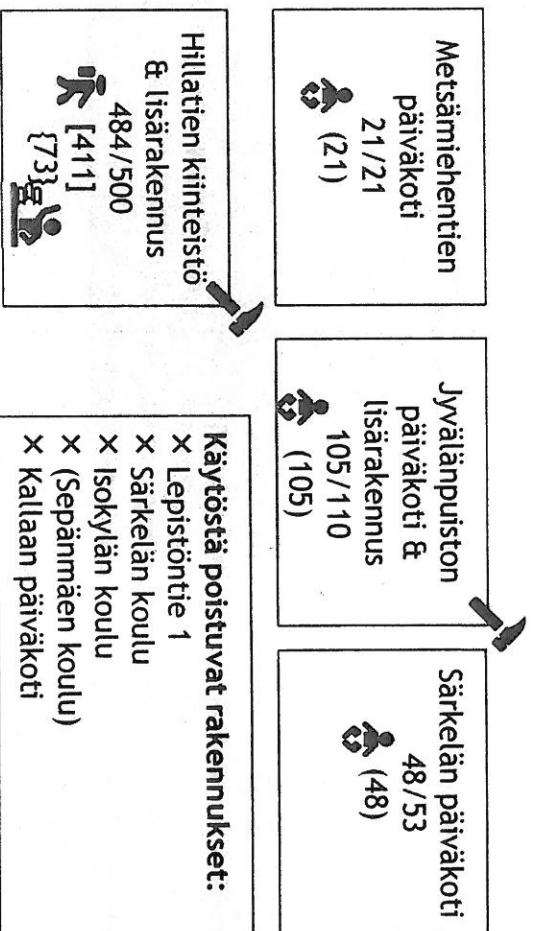 Metsämiehentien
päiväkoti
21/21
(21)
Jyvälänpuiston
päiväkoti &
lisärakennus
105/110
(105)
Särkelän päiväkoti
48/53
(48)
Hillatien kiinteistö
& lisärakennus
484/500
[411]
{73}
Käytöstä poistuvat rakennukset:
× Lepistöntie 1
× Särkelän koulu
× Isokylän koulu
× (Sepänmäen koulu)
× Kallaan päiväkoti